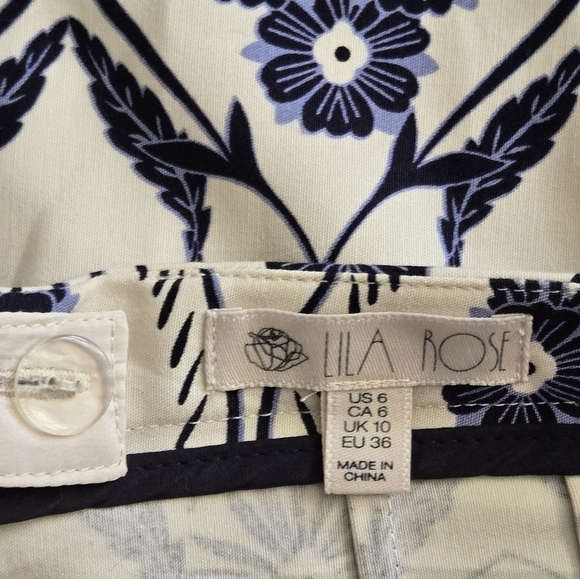 LILA ROSE
US 6
CA 6
UK 10
EU 36
MADE IN
CHINA